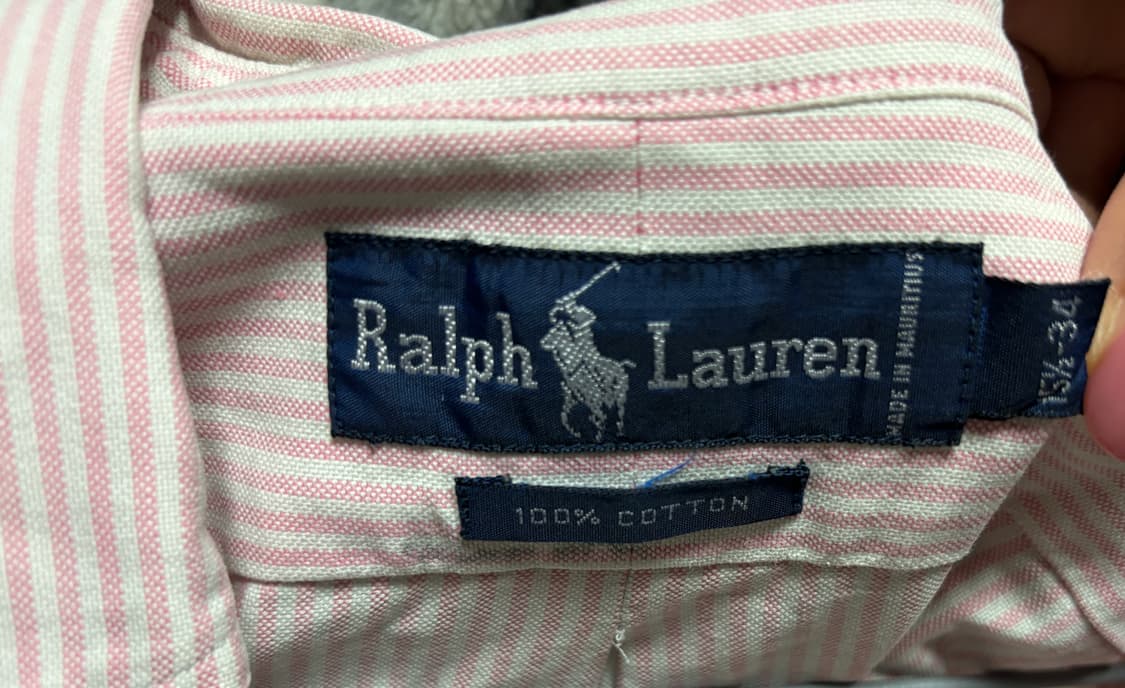 Ralph Lauren
MADE IN MAURITIUS
15½-34
100% COTTON